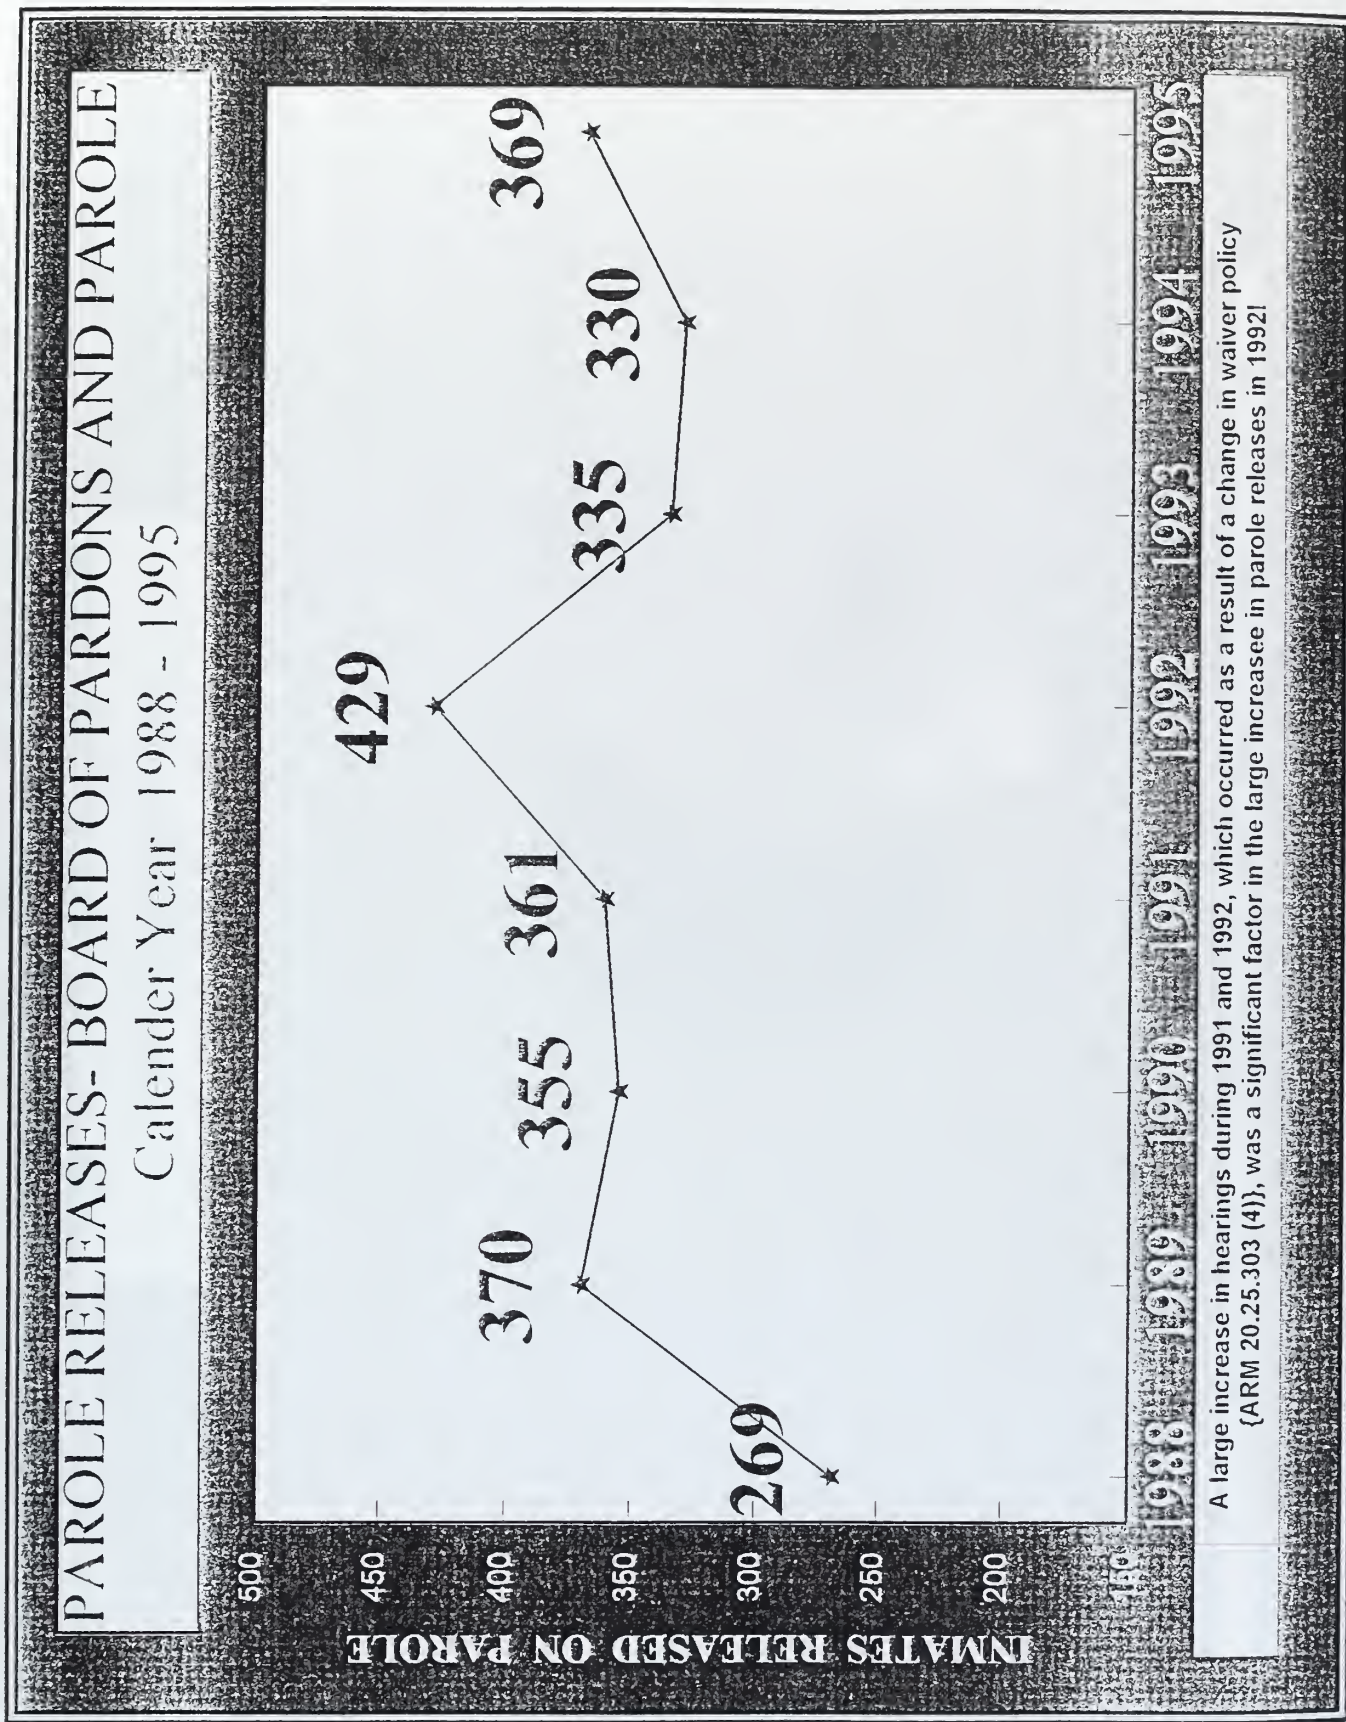 PAROLE RELEASES- BOARD OF PARDONS AND PAROLE
Calender Year 1988 - 1995
INMATES RELEASED ON PAROLE
500
450
400
350
300
250
200
150
269
370
355
361
429
335
330
369
1988 1989 1990 1991 1992 1993 1994 1995
A large increase in hearings during 1991 and 1992, which occurred as a result of a change in waiver policy
{ARM 20.25.303 (4)}, was a significant factor in the large increasee in parole releases in 1992!